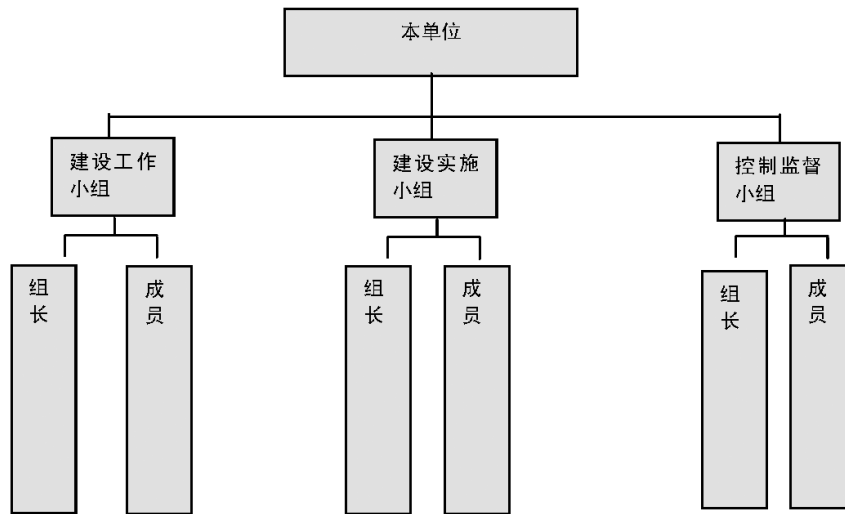 本单位
建设工作
小组
建设实施
小组
控制监督
小组
组
长
成
员
组
长
成
员
组
长
成
员